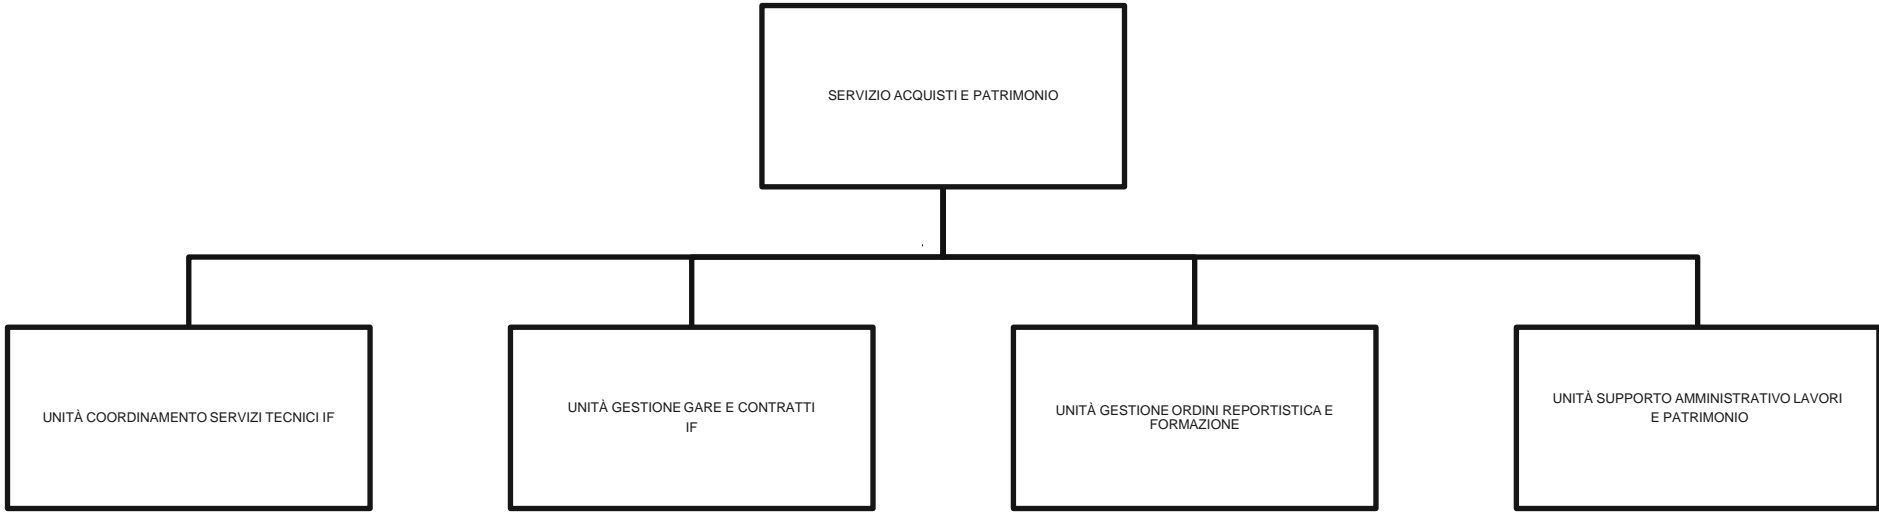 SERVIZIO ACQUISTI E PATRIMONIO
UNITÀ COORDINAMENTO SERVIZI TECNICI IF
UNITÀ GESTIONE GARE E CONTRATTI
IF
UNITÀ GESTIONE ORDINI REPORTISTICA E
FORMAZIONE
UNITÀ SUPPORTO AMMINISTRATIVO LAVORI
E PATRIMONIO